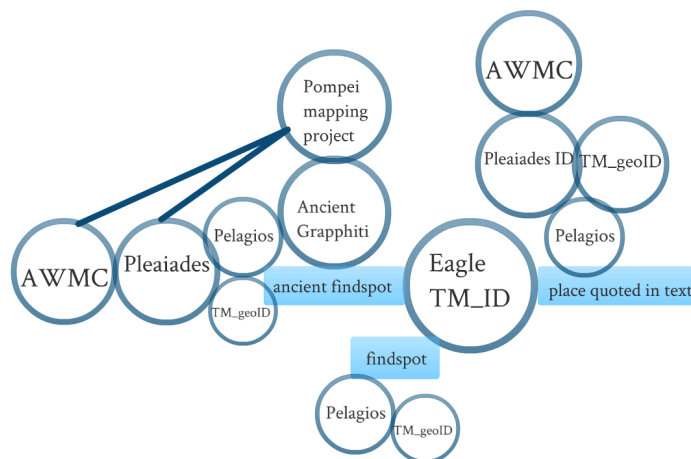 Pompei
mapping
project
AWMC
Pleaiades ID
TM_geoID
Pelagios
Ancient
Grapphiti
Pelagios
AWMC
Pleaiades
TM_geoID
ancient findspot
Eagle
TM_ID
place quoted in text
findspot
Pelagios
TM_geoID